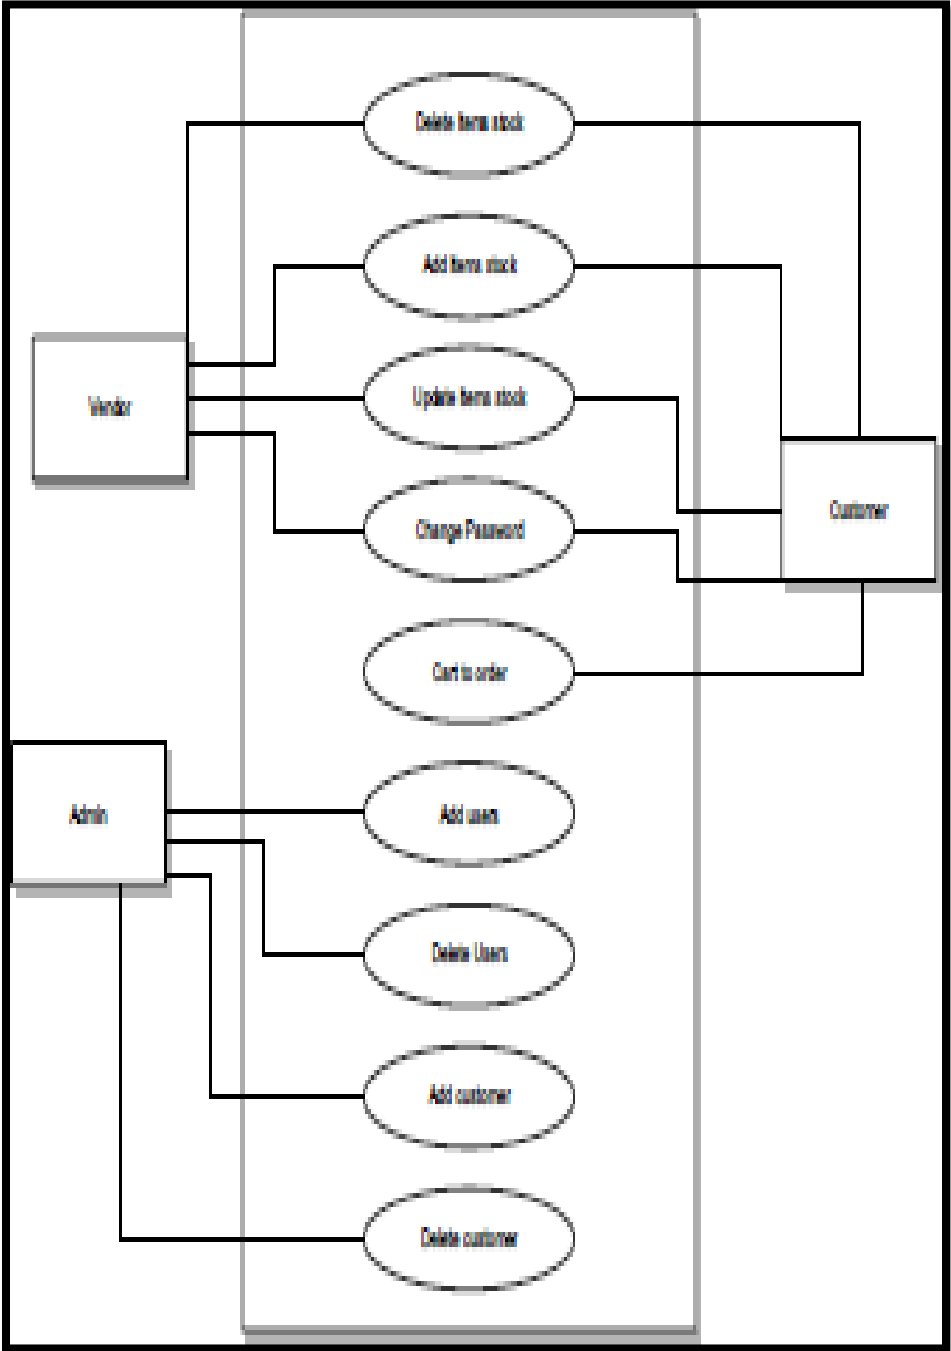 Delete Items stock
Add Items stock
Update Items stock
Vendor
Change Password
Customer
Cart to order
Admin
Add users
Delete Users
Add customer
Delete customer